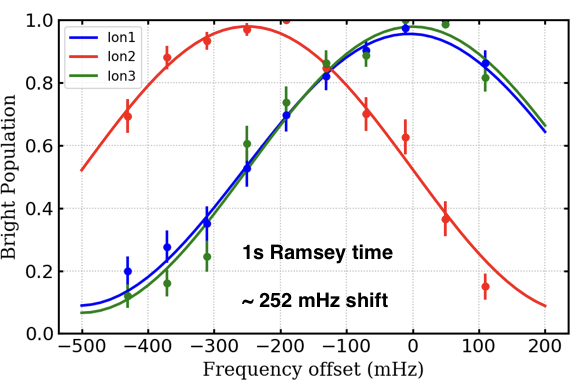 Ion1
Ion2
Ion3
Bright Population
1.0
0.8
0.6
0.4
0.2
0.0
1s Ramsey time
~ 252 mHz shift
−500 −400 −300 −200 −100 0 100 200
Frequency offset (mHz)